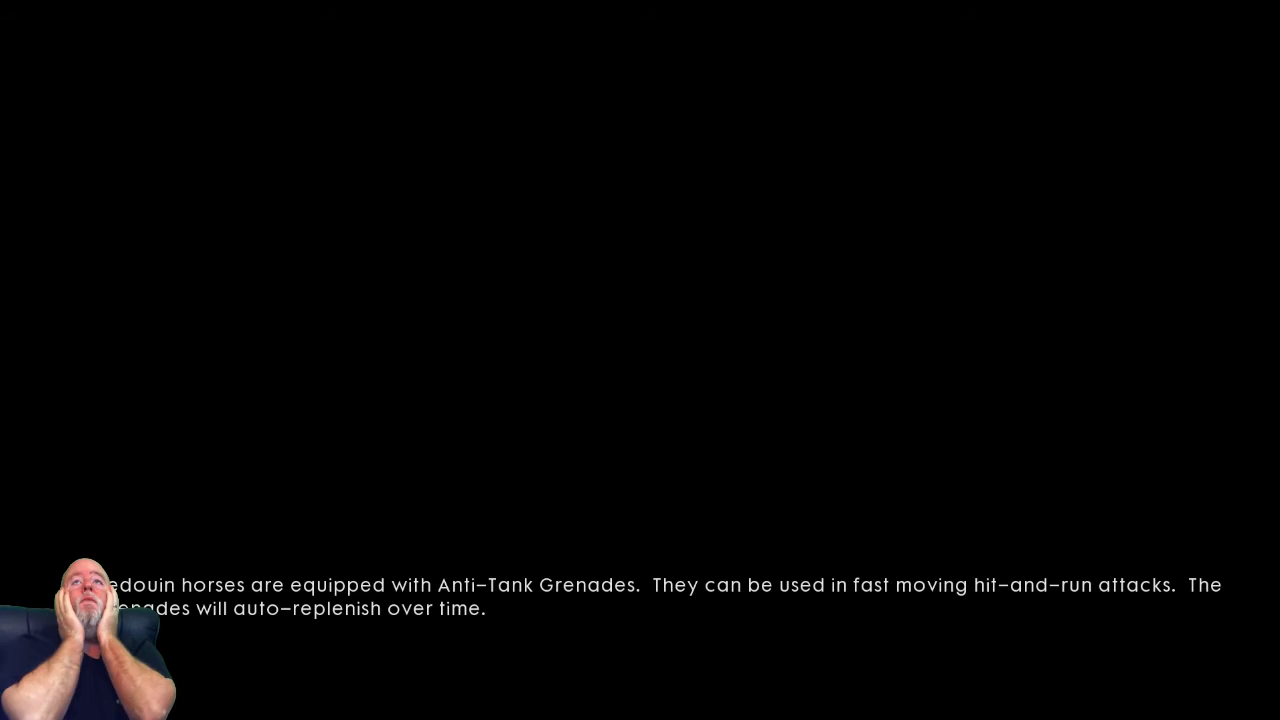 edouin horses are equipped with Anti-Tank Grenades. They can be used in fast moving hit-and-run attacks. The
enades will auto-replenish over time.